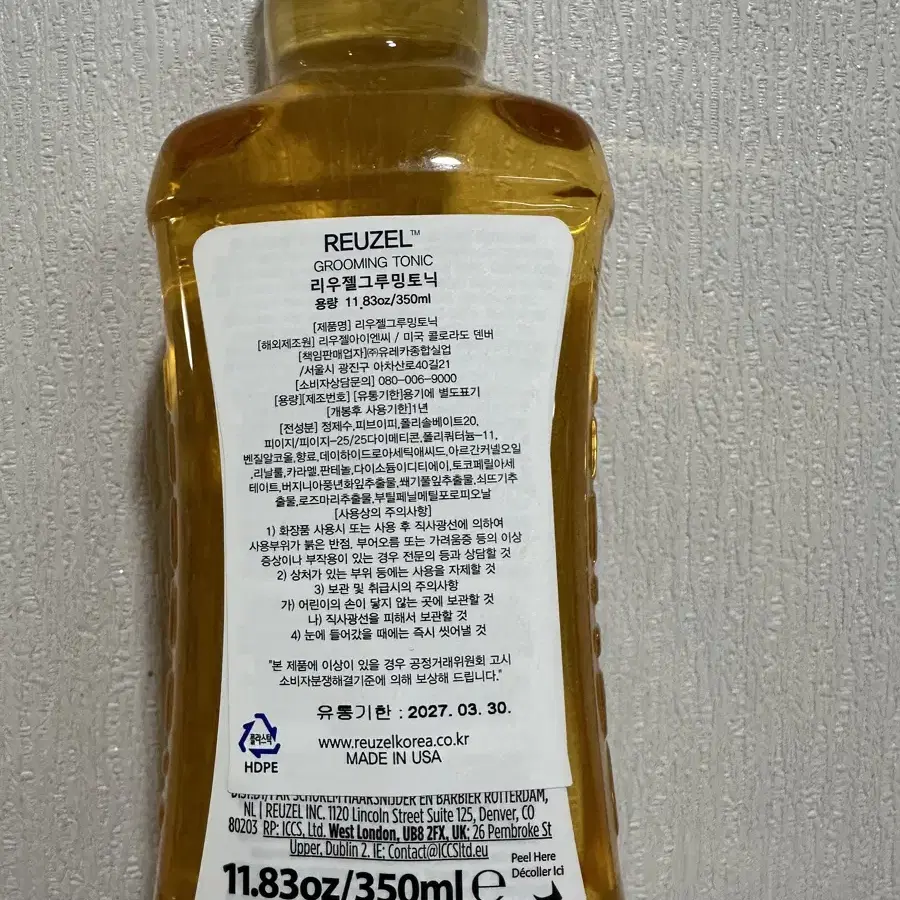 REUZEL™
GROOMING TONIC
리우젤그루밍토닉
용량 11.83oz/350ml
[제품명] 리우젤그루밍토닉
[해외제조원] 리우젤아이엔씨 / 미국 콜로라도 덴버
[책임판매업자]㈜유레카종합실업
/서울시 광진구 아차산로40길21
[소비자상담문의] 080-006-9000
[용량][제조번호] [유통기한]용기에 별도표기
[개봉후 사용기한]1년
[전성분] 정제수,피브이피,폴리솔베이트20,
피이지/피이지-25/25다이메티콘,폴리쿼터늄-11,
벤질알코올,향료,데이하이드로아세틱애씨드,아르간커넬오일
,리날룰,카라멜,판테놀,다이소듐이디티에이,토코페릴아세
테이트,버지니아풍년화잎추출물,쐐기풀잎추출물,쇠뜨기추
출물,로즈마리추출물,부틸페닐메틸프로피오날
[사용상의 주의사항]
1) 화장품 사용시 또는 사용 후 직사광선에 의하여
사용부위가 붉은 반점, 부어오름 또는 가려움증 등의 이상
증상이나 부작용이 있는 경우 전문의 등과 상담할 것
2) 상처가 있는 부위 등에는 사용을 자제할 것
3) 보관 및 취급시의 주의사항
가) 어린이의 손이 닿지 않는 곳에 보관할 것
나) 직사광선을 피해서 보관할 것
4) 눈에 들어갔을 때에는 즉시 씻어낼 것
"본 제품에 이상이 있을 경우 공정거래위원회 고시
소비자분쟁해결기준에 의해 보상해 드립니다."
유통기한 : 2027. 03. 30.
플라스틱
HDPE
www.reuzelkorea.co.kr
MADE IN USA
DIST.BY/PAR SCHOREM HAARSNIJDER EN BARBIER ROTTERDAM,
NL | REUZEL INC. 1120 Lincoln Street Suite 125, Denver, CO
80203 RP: ICCS, Ltd. West London, UB8 2FX, UK; 26 Pembroke St
Upper, Dublin 2. IE; Contact@ICCSltd.eu
11.83oz/350ml ℮
Peel Here
Décoller Ici